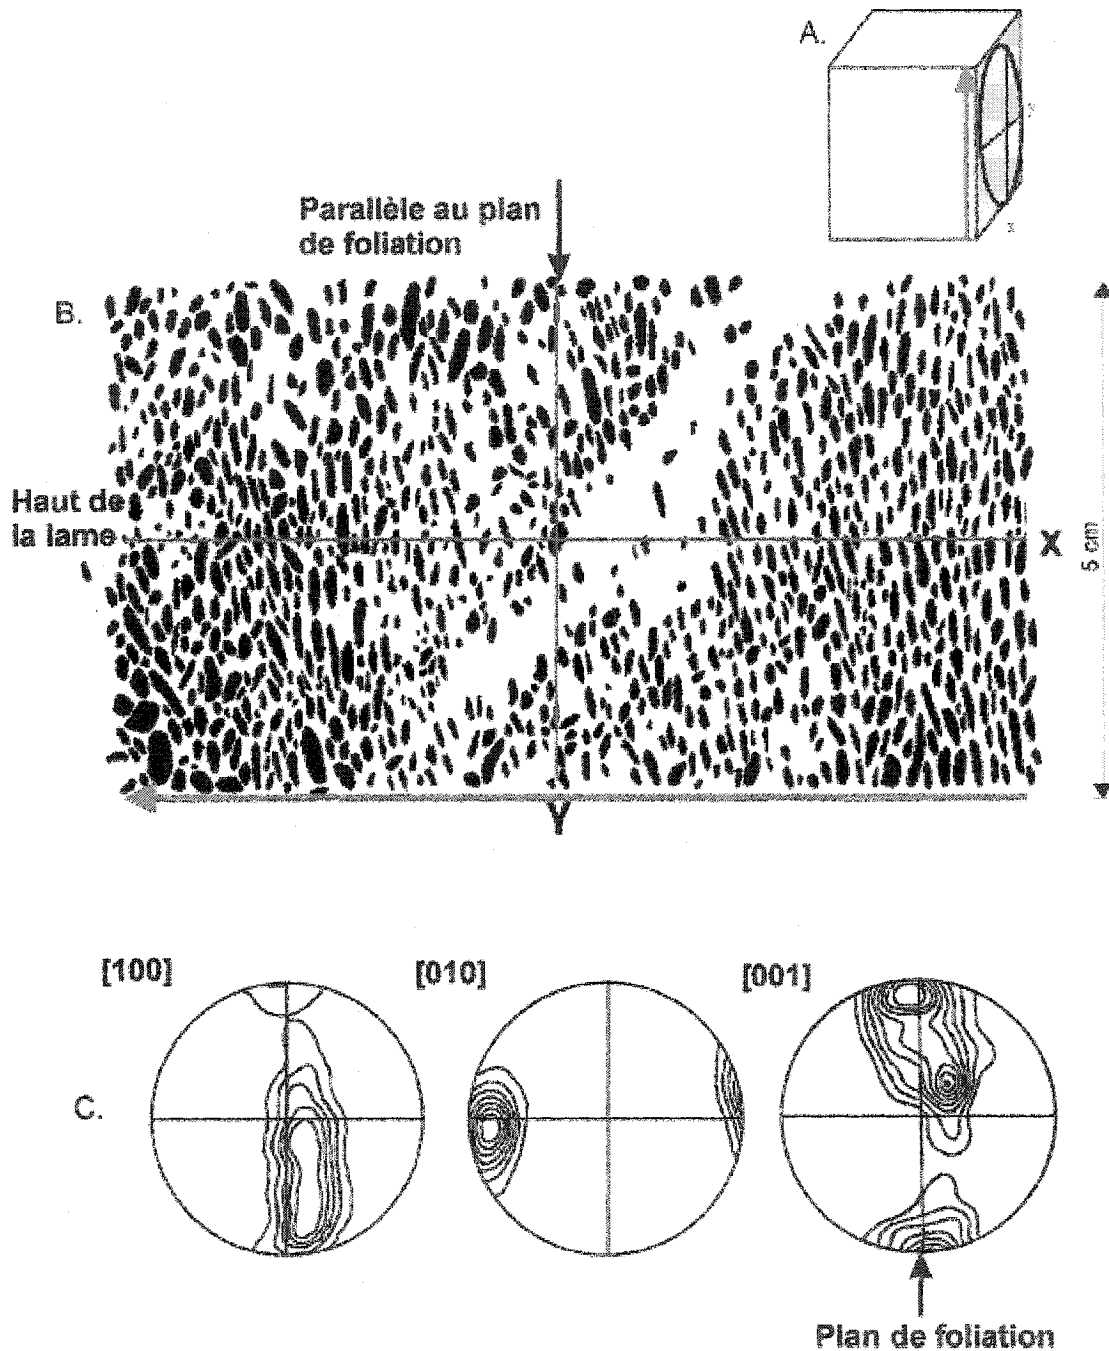 A.
Parallèle au plan
de foliation
B.
Haut de
la lame
X
5 cm
Y
[100]
[010]
[001]
C.
Plan de foliation